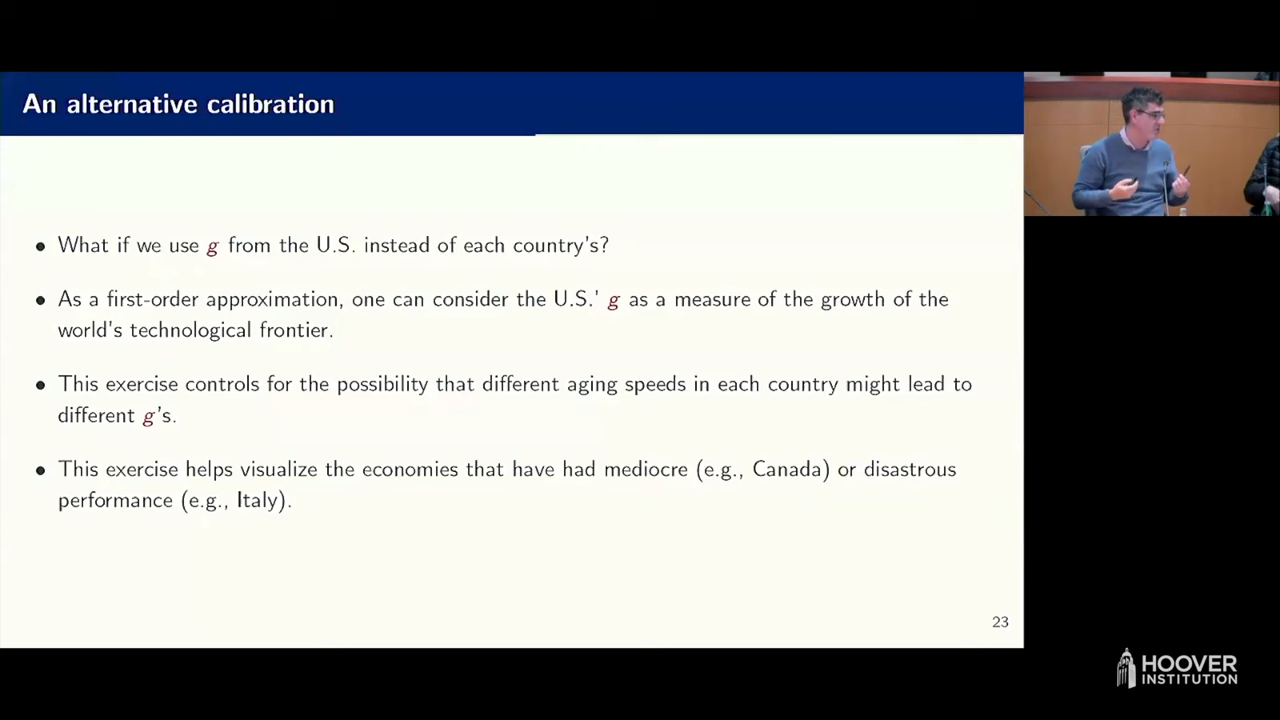 An alternative calibration
• What if we use g from the U.S. instead of each country's?
• As a first-order approximation, one can consider the U.S.' g as a measure of the growth of the
world's technological frontier.
• This exercise controls for the possibility that different aging speeds in each country might lead to
different g's.
• This exercise helps visualize the economies that have had mediocre (e.g., Canada) or disastrous
performance (e.g., Italy).
23
HOOVER
INSTITUTION